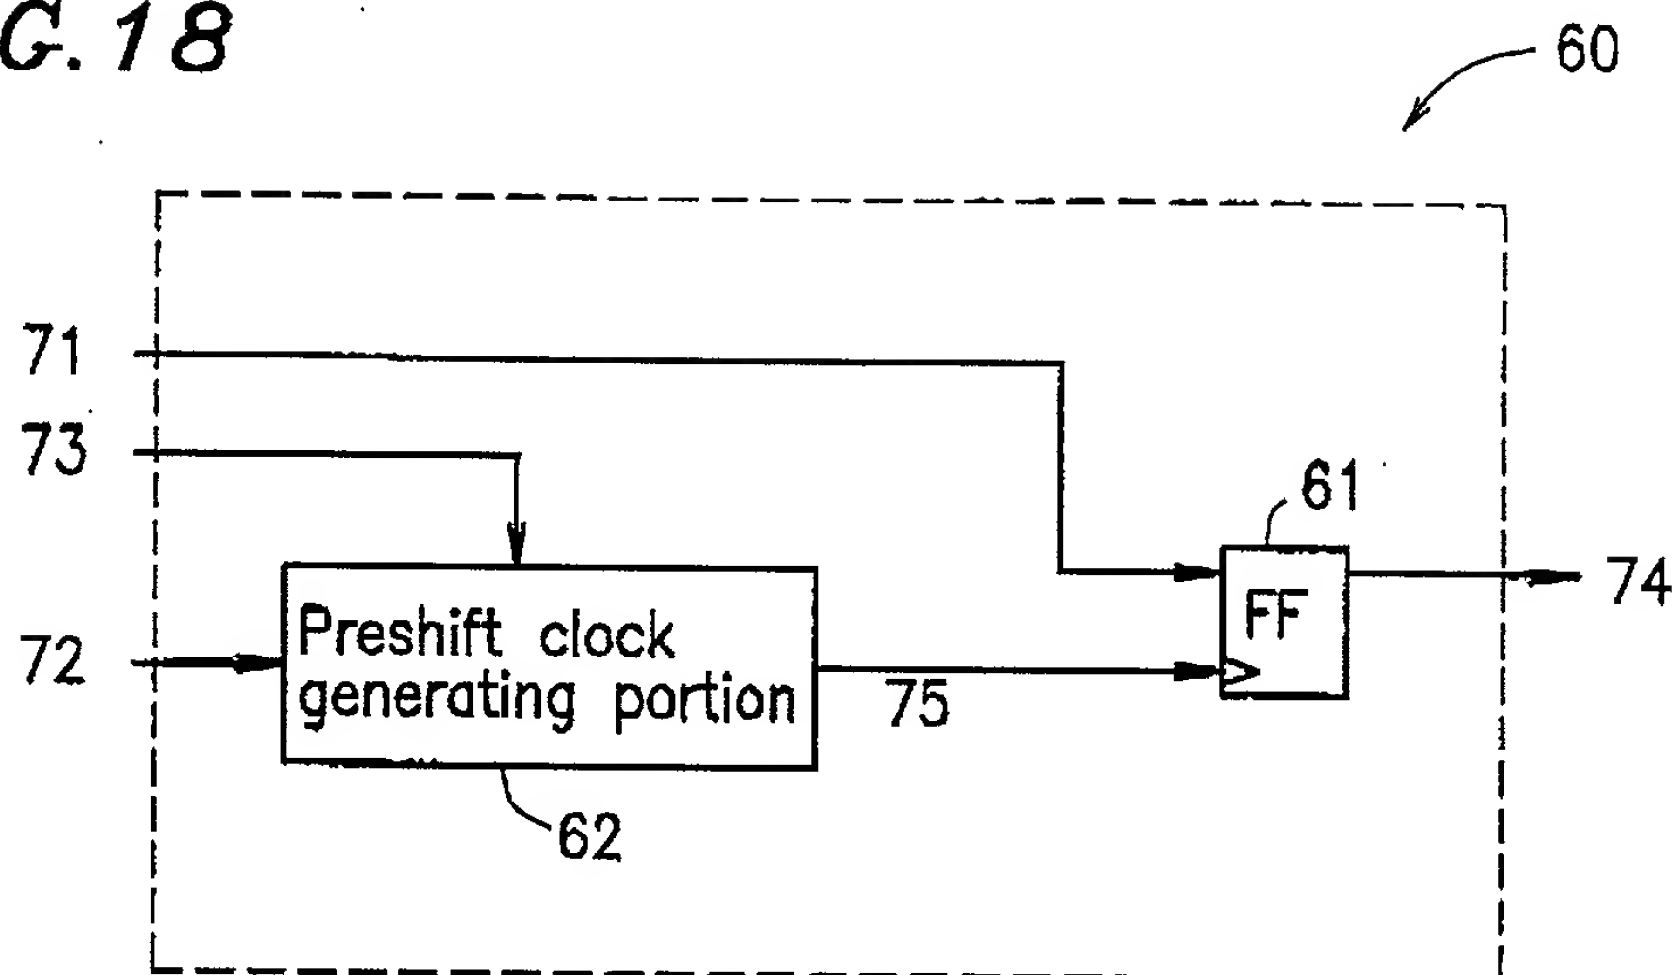 G. 18
60
71
73
61
FF
74
72
Preshift clock
generating portion
75
62